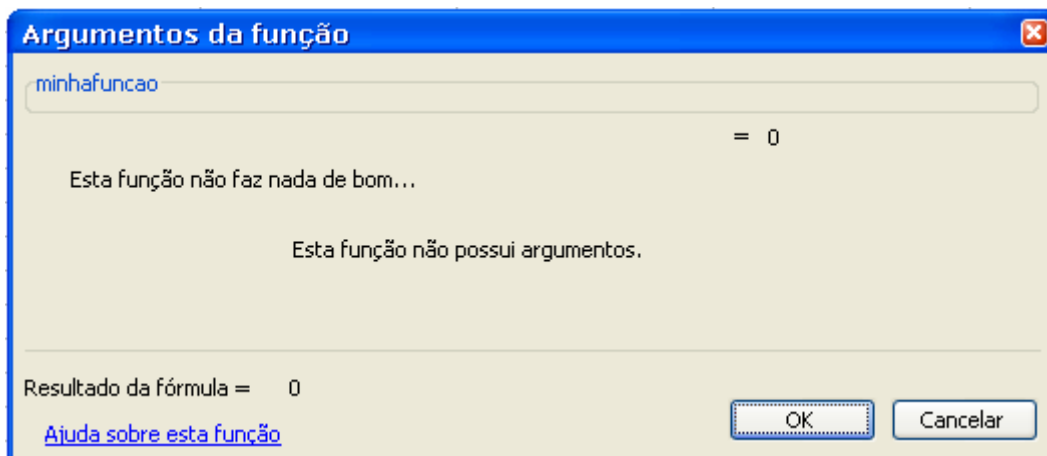 Argumentos da função
minhafuncao
= 0
Esta função não faz nada de bom...
Esta função não possui argumentos.
Resultado da fórmula = 0
Ajuda sobre esta função
OK
Cancelar